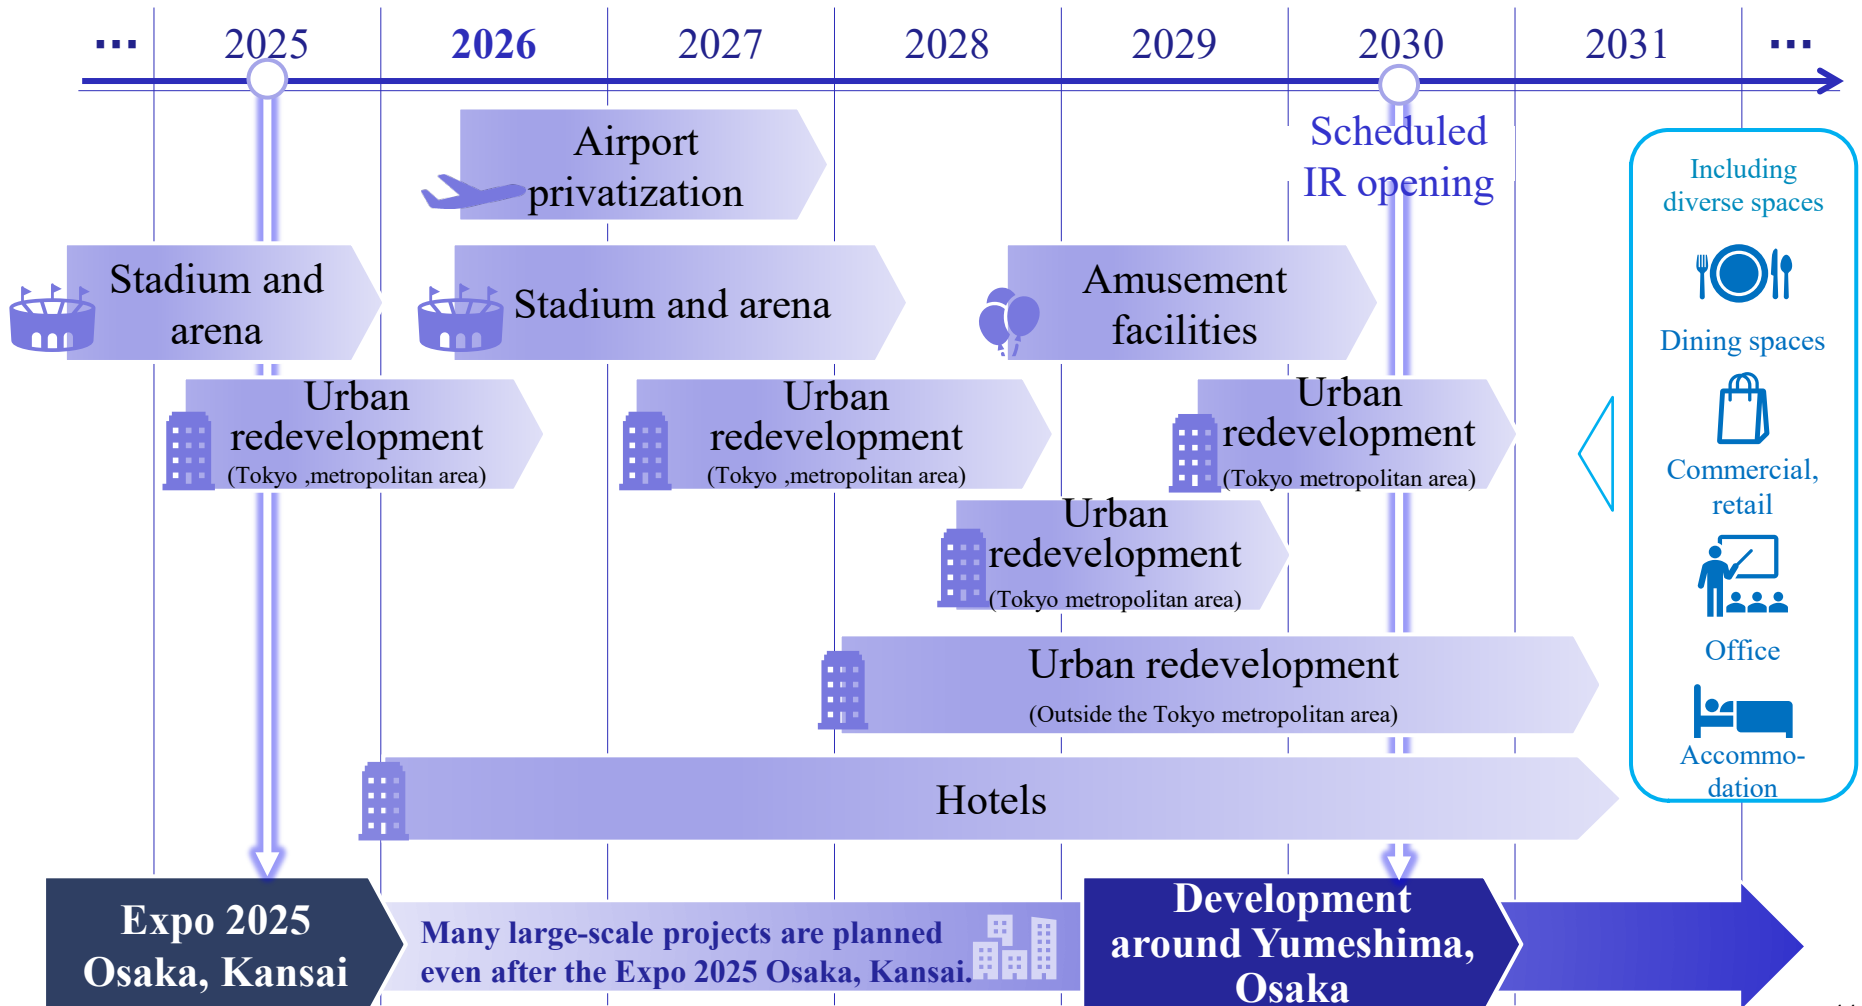 ... 2025 2026 2027 2028 2029 2030 2031 ...
Airport
privatization
Scheduled
IR opening
Stadium and
arena
Stadium and arena
Amusement
facilities
Urban
redevelopment
(Tokyo ,metropolitan area)
Urban
redevelopment
(Tokyo ,metropolitan area)
Urban
redevelopment
(Tokyo metropolitan area)
Urban
redevelopment
(Tokyo metropolitan area)
Urban redevelopment
(Outside the Tokyo metropolitan area)
Hotels
Including
diverse spaces
Dining spaces
Commercial,
retail
Office
Accommo-
dation
Expo 2025
Osaka, Kansai
Many large-scale projects are planned
even after the Expo 2025 Osaka, Kansai.
Development
around Yumeshima,
Osaka